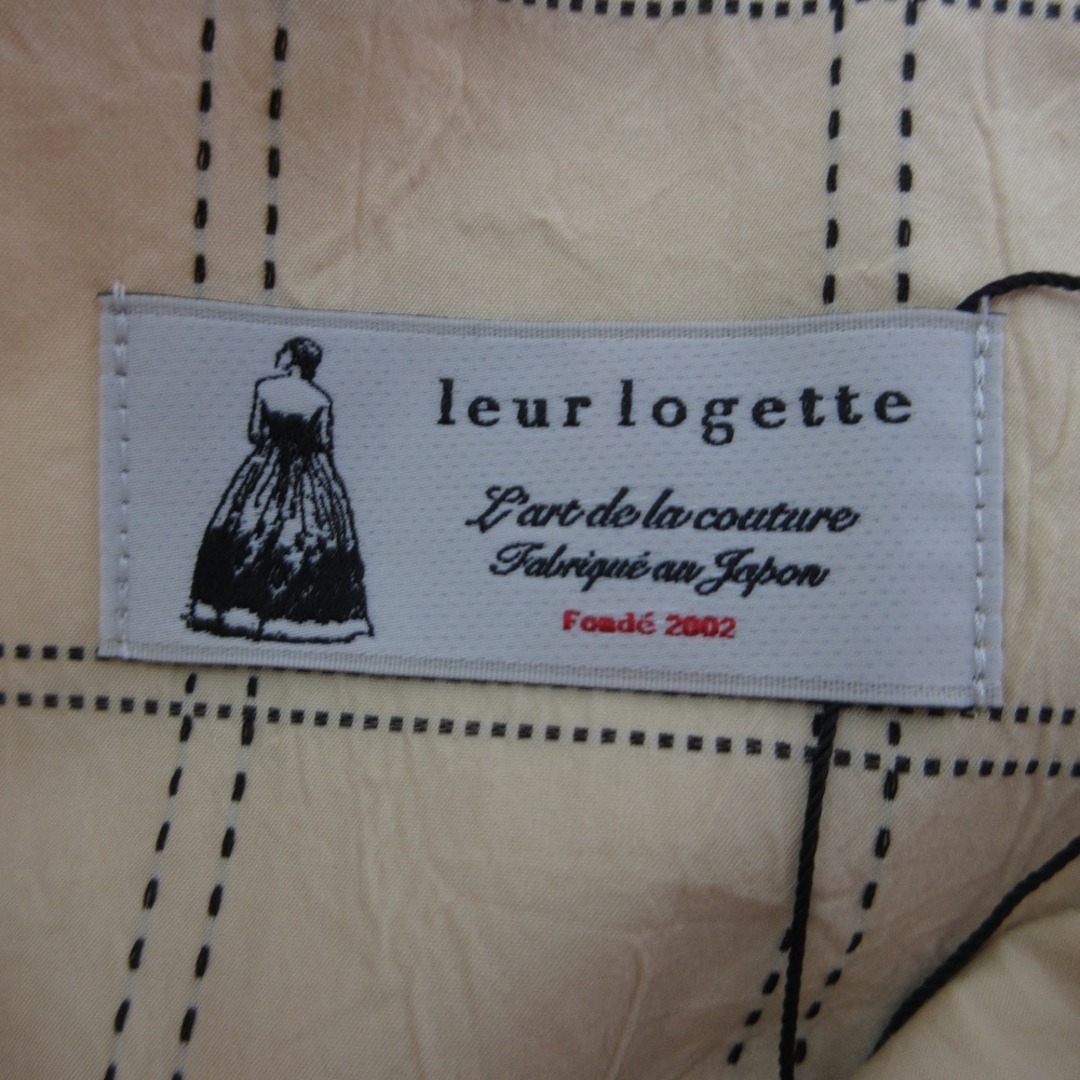 leur logette
L'art de la couture
Fabriqué au Japon
Fondé 2002